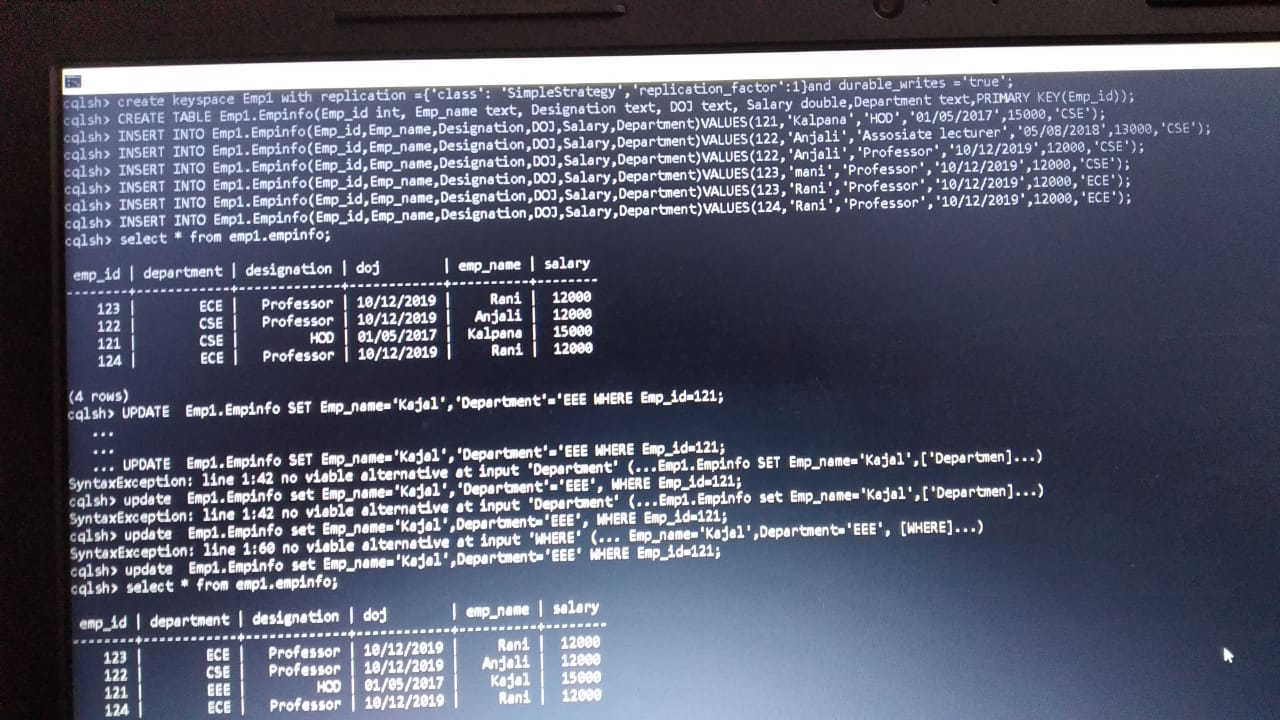 cqlsh> create keyspace Emp1 with replication ={'class': 'SimpleStrategy','replication_factor':1}and durable_writes ='true';
cqlsh> CREATE TABLE Emp1.Empinfo(Emp_id int, Emp_name text, Designation text, DOJ text, Salary double,Department text,PRIMARY KEY(Emp_id));
cqlsh> INSERT INTO Emp1.Empinfo(Emp_id,Emp_name,Designation,DOJ,Salary,Department)VALUES(121,'Kalpana','HOD','01/05/2017',15000,'CSE');
cqlsh> INSERT INTO Emp1.Empinfo(Emp_id,Emp_name,Designation,DOJ,Salary,Department)VALUES(122,'Anjali','Assosiate lecturer','05/08/2018',13000,'CSE');
cqlsh> INSERT INTO Emp1.Empinfo(Emp_id,Emp_name,Designation,DOJ,Salary,Department)VALUES(122,'Anjali','Professor','10/12/2019',12000,'CSE');
cqlsh> INSERT INTO Emp1.Empinfo(Emp_id,Emp_name,Designation,DOJ,Salary,Department)VALUES(123,'mani','Professor','10/12/2019',12000,'CSE');
cqlsh> INSERT INTO Emp1.Empinfo(Emp_id,Emp_name,Designation,DOJ,Salary,Department)VALUES(123,'Rani','Professor','10/12/2019',12000,'ECE');
cqlsh> INSERT INTO Emp1.Empinfo(Emp_id,Emp_name,Designation,DOJ,Salary,Department)VALUES(124,'Rani','Professor','10/12/2019',12000,'ECE');
cqlsh> select * from emp1.empinfo;
emp_id | department | designation | doj | emp_name | salary
--------+------------+-------------+------------+----------+--------
123 | ECE | Professor | 10/12/2019 | Rani | 12000
122 | CSE | Professor | 10/12/2019 | Anjali | 12000
121 | CSE | HOD | 01/05/2017 | Kalpana | 15000
124 | ECE | Professor | 10/12/2019 | Rani | 12000
(4 rows)
cqlsh> UPDATE  Emp1.Empinfo SET Emp_name='Kajal','Department'='EEE WHERE Emp_id=121;
...
...
... UPDATE  Emp1.Empinfo SET Emp_name='Kajal','Department'='EEE WHERE Emp_id=121;
SyntaxException: line 1:42 no viable alternative at input 'Department' (...Emp1.Empinfo SET Emp_name='Kajal',['Departmen]...)
cqlsh> update  Emp1.Empinfo set Emp_name='Kajal','Department'='EEE', WHERE Emp_id=121;
SyntaxException: line 1:42 no viable alternative at input 'Department' (...Emp1.Empinfo set Emp_name='Kajal',['Departmen]...)
cqlsh> update  Emp1.Empinfo set Emp_name='Kajal',Department='EEE', WHERE Emp_id=121;
SyntaxException: line 1:60 no viable alternative at input 'WHERE' (... Emp_name='Kajal',Department='EEE', [WHERE]...)
cqlsh> update  Emp1.Empinfo set Emp_name='Kajal',Department='EEE' WHERE Emp_id=121;
cqlsh> select * from emp1.empinfo;
emp_id | department | designation | doj | emp_name | salary
--------+------------+-------------+------------+----------+--------
123 | ECE | Professor | 10/12/2019 | Rani | 12000
122 | CSE | Professor | 10/12/2019 | Anjali | 12000
121 | EEE | HOD | 01/05/2017 | Kajal | 15000
124 | ECE | Professor | 10/12/2019 | Rani | 12000